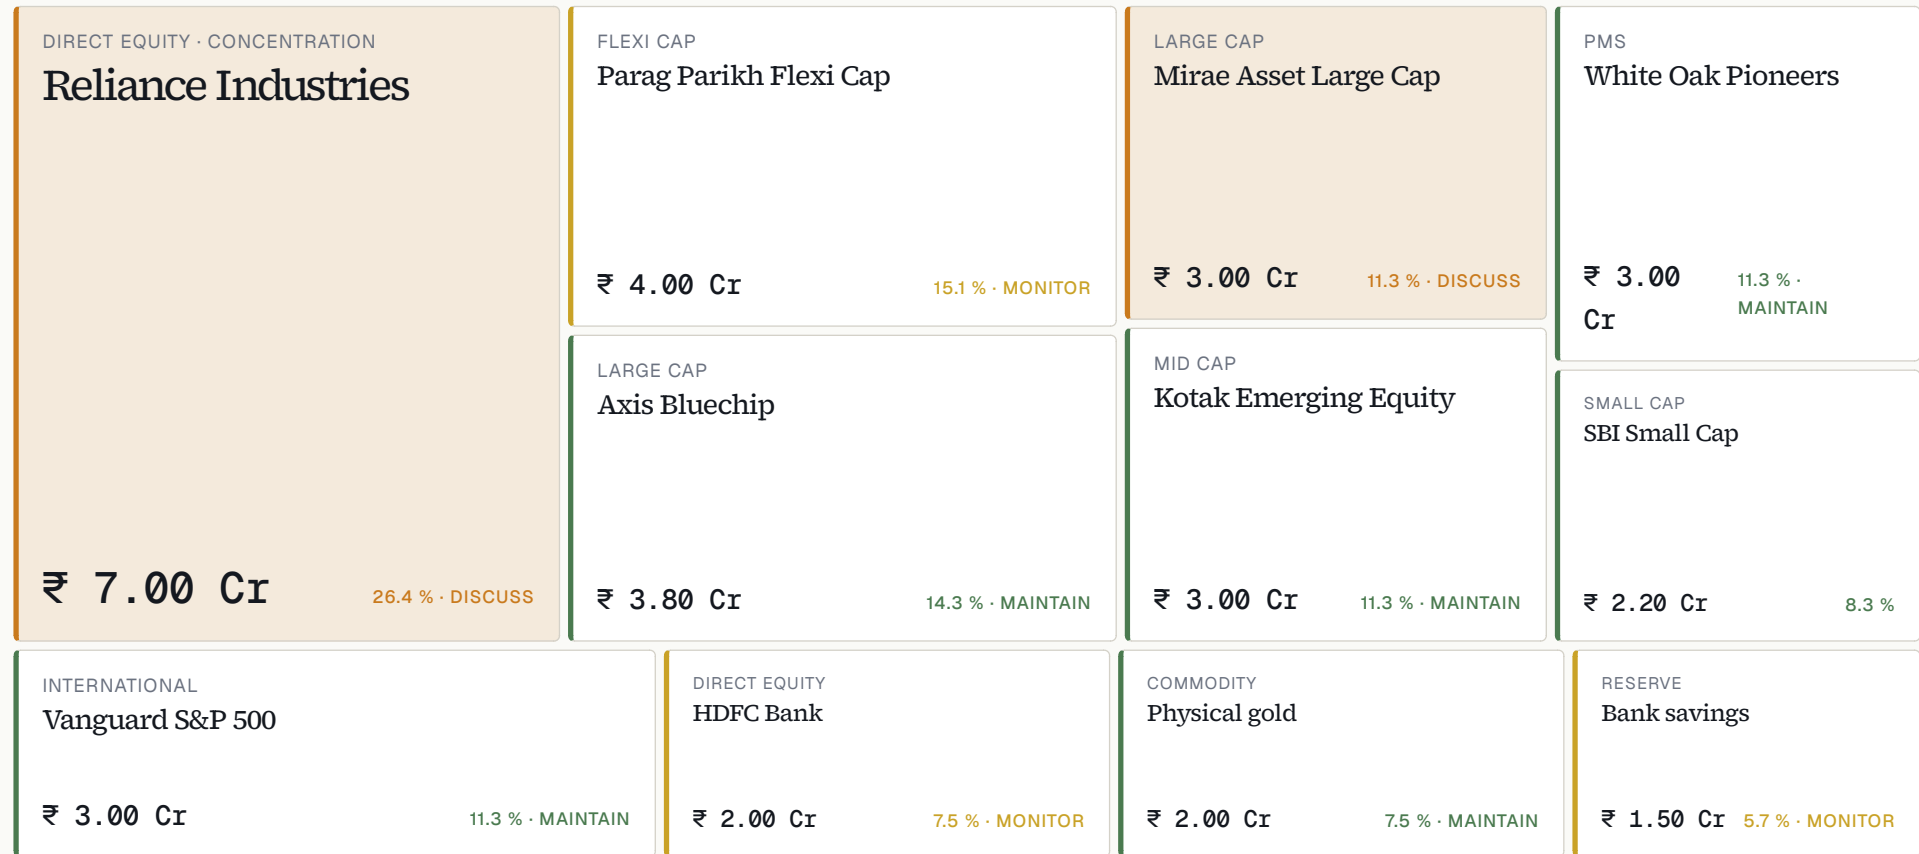 DIRECT EQUITY · CONCENTRATION
Reliance Industries
₹ 7.00 Cr
26.4 % · DISCUSS
FLEXI CAP
Parag Parikh Flexi Cap
₹ 4.00 Cr
15.1 % · MONITOR
LARGE CAP
Axis Bluechip
₹ 3.80 Cr
14.3 % · MAINTAIN
LARGE CAP
Mirae Asset Large Cap
₹ 3.00 Cr
11.3 % · DISCUSS
MID CAP
Kotak Emerging Equity
₹ 3.00 Cr
11.3 % · MAINTAIN
PMS
White Oak Pioneers
₹ 3.00
Cr
11.3 % ·
MAINTAIN
SMALL CAP
SBI Small Cap
₹ 2.20 Cr
8.3 %
INTERNATIONAL
Vanguard S&P 500
₹ 3.00 Cr
11.3 % · MAINTAIN
DIRECT EQUITY
HDFC Bank
₹ 2.00 Cr
7.5 % · MONITOR
COMMODITY
Physical gold
₹ 2.00 Cr
7.5 % · MAINTAIN
RESERVE
Bank savings
₹ 1.50 Cr
5.7 % · MONITOR